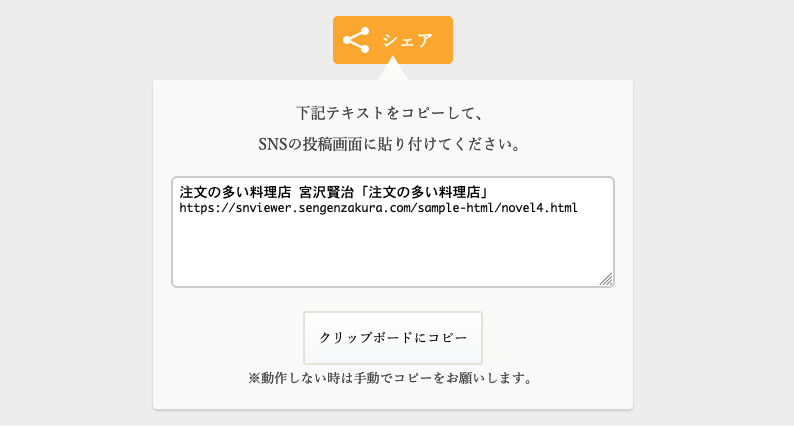 シェア
下記テキストをコピーして、
SNSの投稿画面に貼り付けてください。
注文の多い料理店 宮沢賢治「注文の多い料理店」
https://snviewer.sengenzakura.com/sample-html/novel4.html
クリップボードにコピー
※動作しない時は手動でコピーをお願いします。